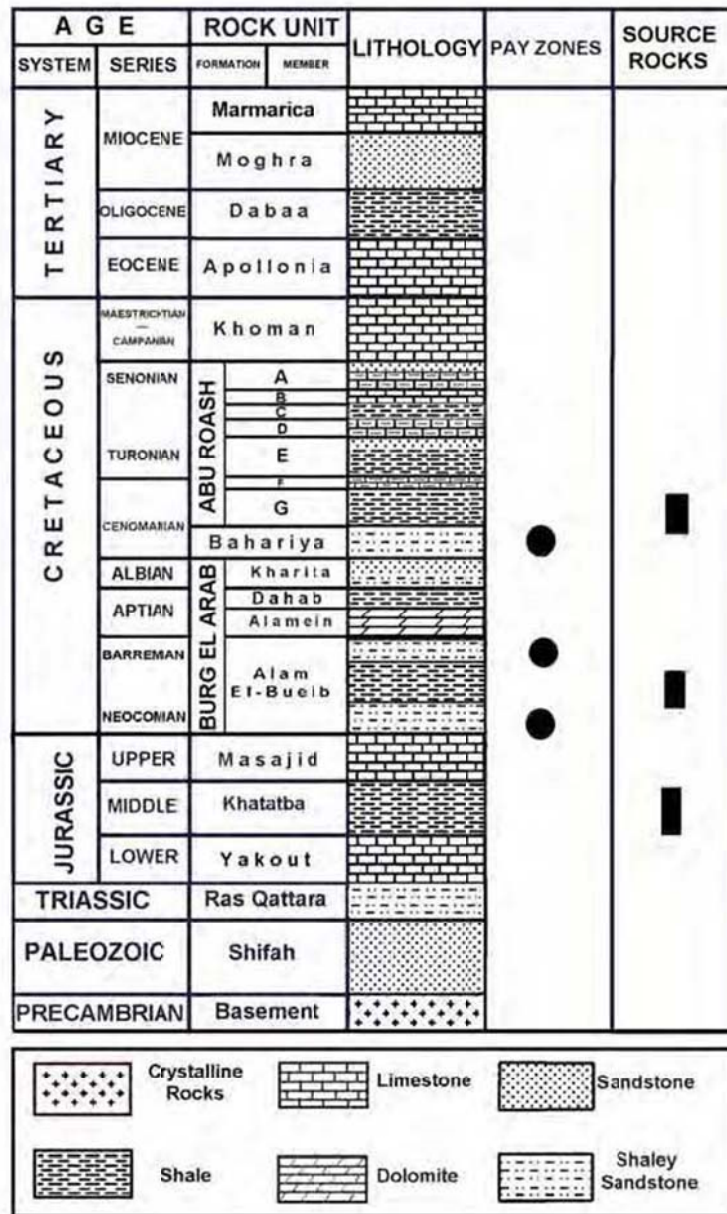 AGE
ROCK UNIT
LITHOLOGY
PAY ZONES
SOURCE
ROCKS
SYSTEM
SERIES
FORMATION
MEMBER
TERTIARY
MIOCENE
Marmarica
Moghra
OLIGOCENE
Dabaa
EOCENE
Apollonia
CRETACEOUS
MAESTRICHTIAN
—
CAMPANIAN
Khoman
SENONIAN
ABU ROASH
A
B
C
D
TURONIAN
E
F
G
CENOMARIAN
Bahariya
ALBIAN
BURG EL ARAB
Kharita
APTIAN
Dahab
Alamein
BARREMAN
Alam
El-Bueib
NEOCOMIAN
JURASSIC
UPPER
Masajid
MIDDLE
Khatatba
LOWER
Yakout
TRIASSIC
Ras Qattara
PALEOZOIC
Shifah
PRECAMBRIAN
Basement
Crystalline
Rocks
Limestone
Sandstone
Shale
Dolomite
Shaley
Sandstone